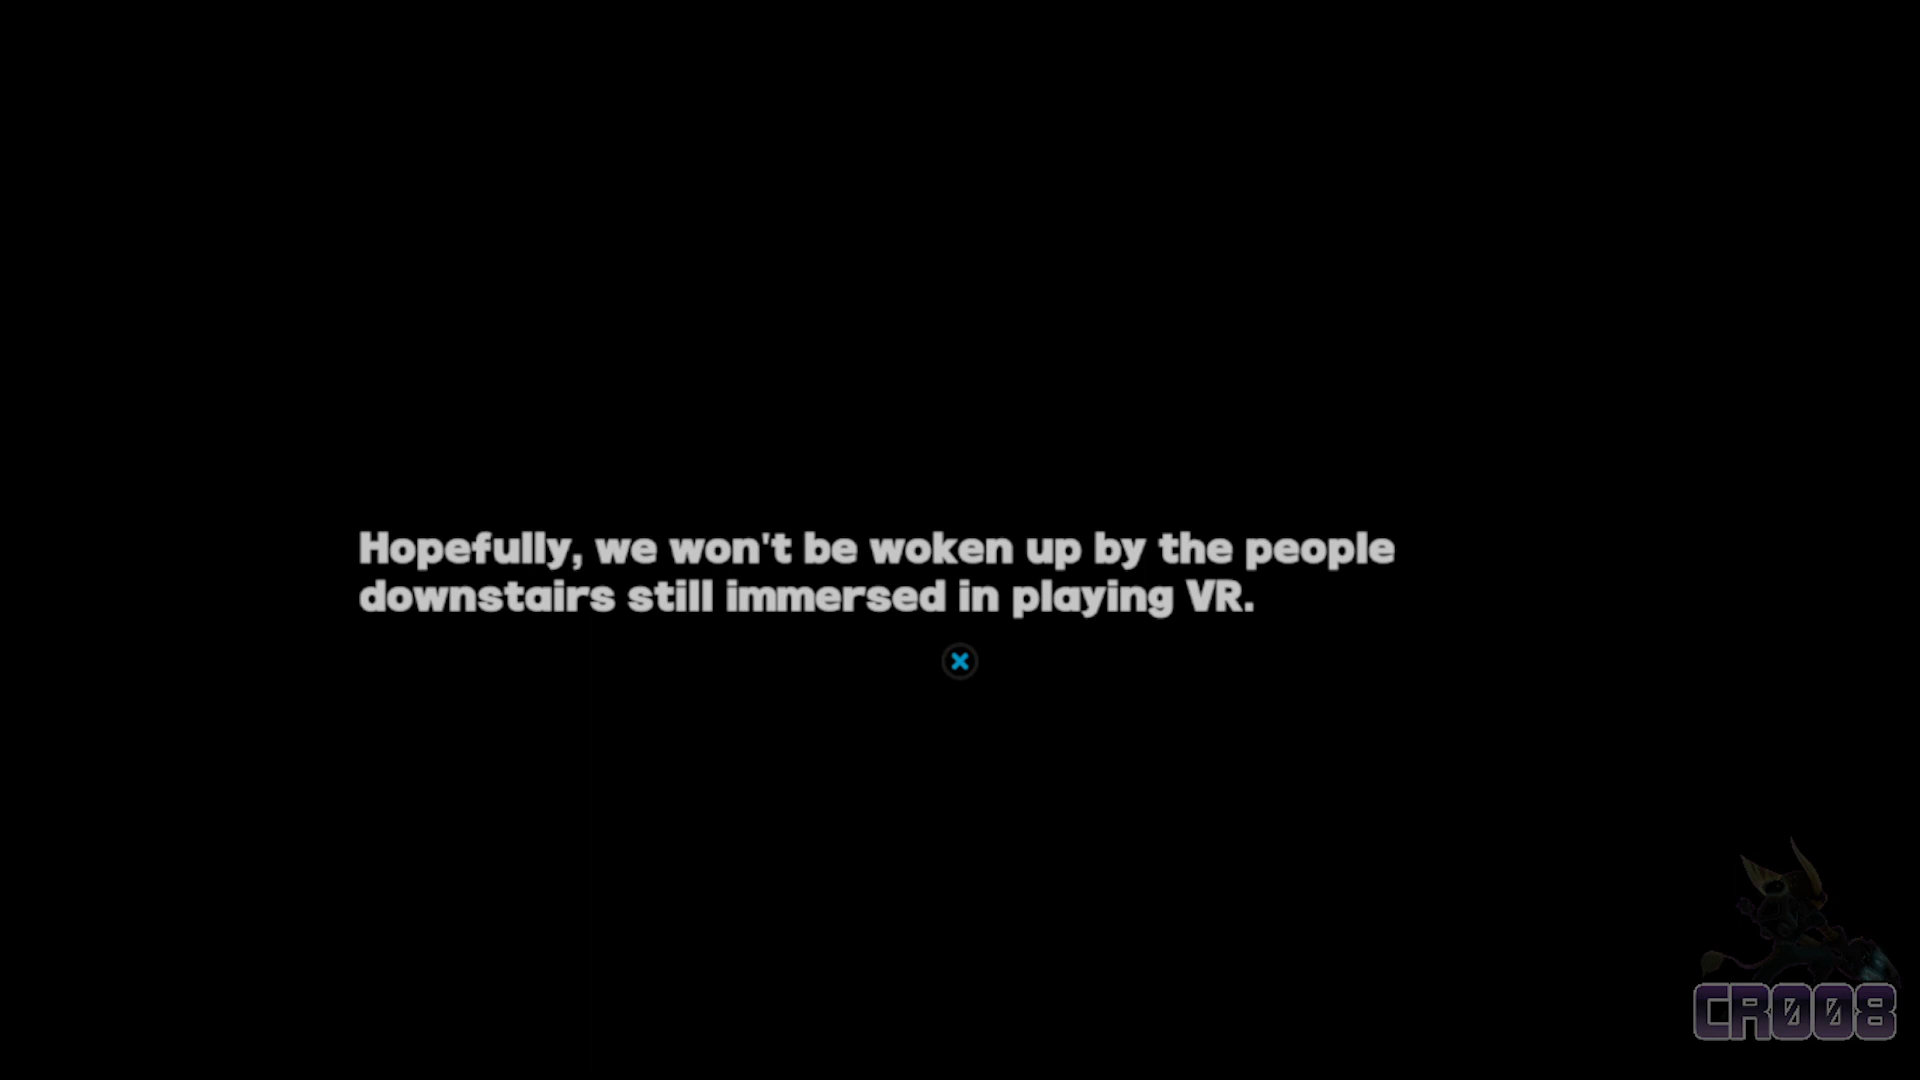 Hopefully, we won't be woken up by the people
downstairs still immersed in playing VR.
CR008